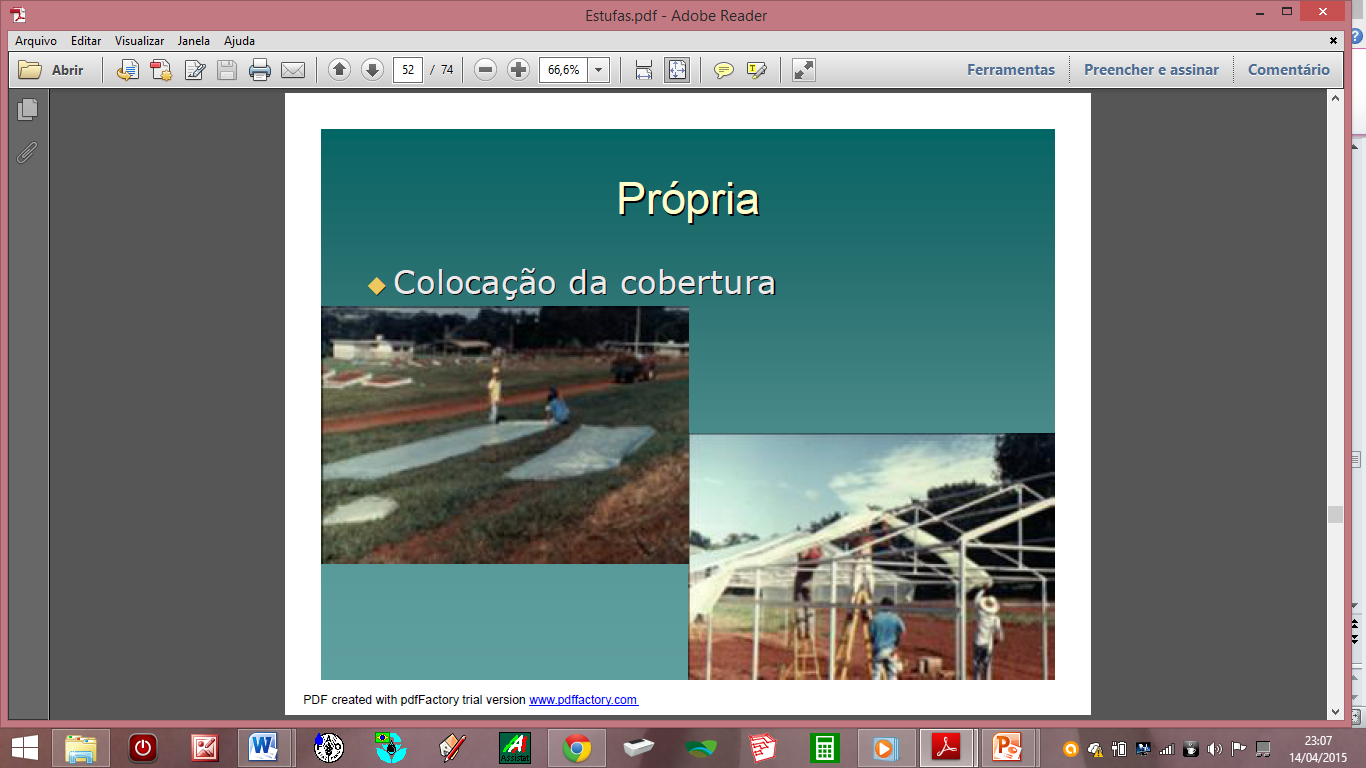 Estufas.pdf - Adobe Reader
Arquivo Editar Visualizar Janela Ajuda
Abrir 52 / 74 66,6% Ferramentas Preencher e assinar Comentário
Própria
Colocação da cobertura
PDF created with pdfFactory trial version www.pdffactory.com
Assistat
23:07
14/04/2015